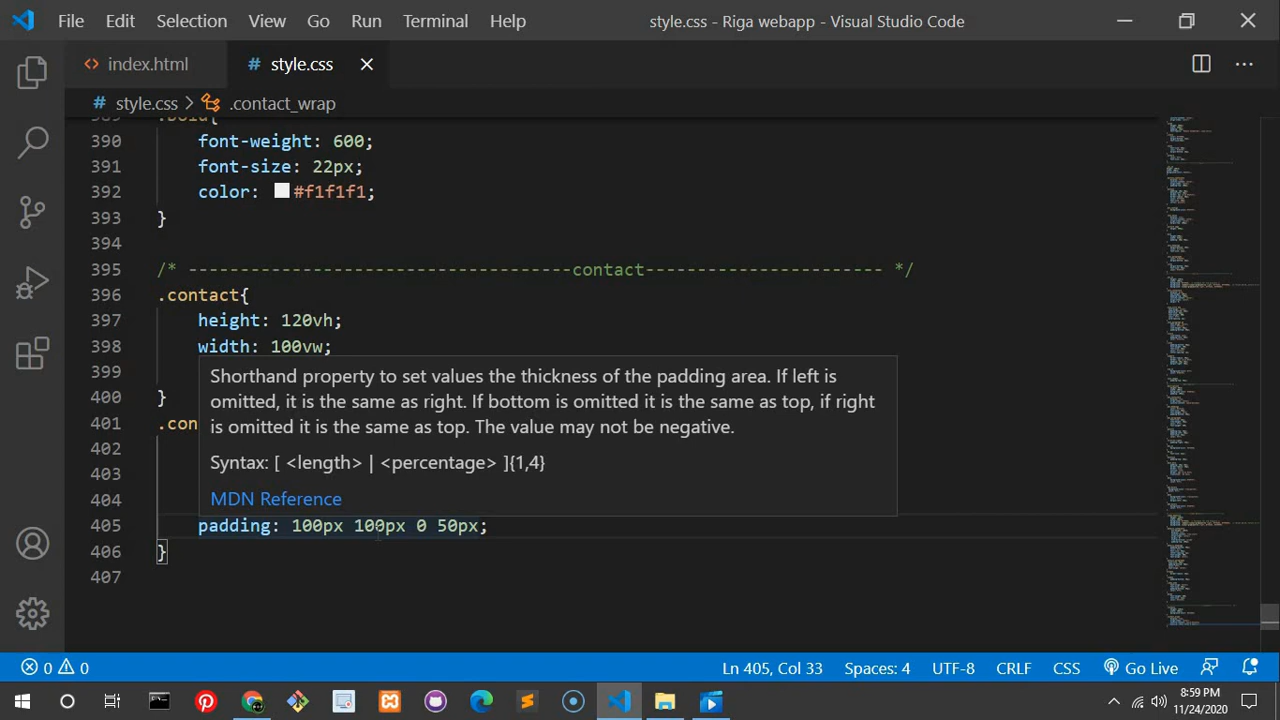 File Edit Selection View Go Run Terminal Help
style.css - Riga webapp - Visual Studio Code
<> index.html
# style.css
# style.css > .contact_wrap
390 font-weight: 600;
391 font-size: 22px;
392 color: #f1f1f1;
393 }
394
395 /* -------------------------------------contact----------------------- */
396 .contact{
397 height: 120vh;
398 width: 100vw;
399
400 }
401 .con
402
403
404
Shorthand property to set values the thickness of the padding area. If left is
omitted, it is the same as right. If bottom is omitted it is the same as top, if right
is omitted it is the same as top. The value may not be negative.
Syntax: [ <length> | <percentage> ]{1,4}
MDN Reference
405 padding: 100px 100px 0 50px;
406 }
407
0 0 Ln 405, Col 33 Spaces: 4 UTF-8 CRLF CSS Go Live
8:59 PM
11/24/2020